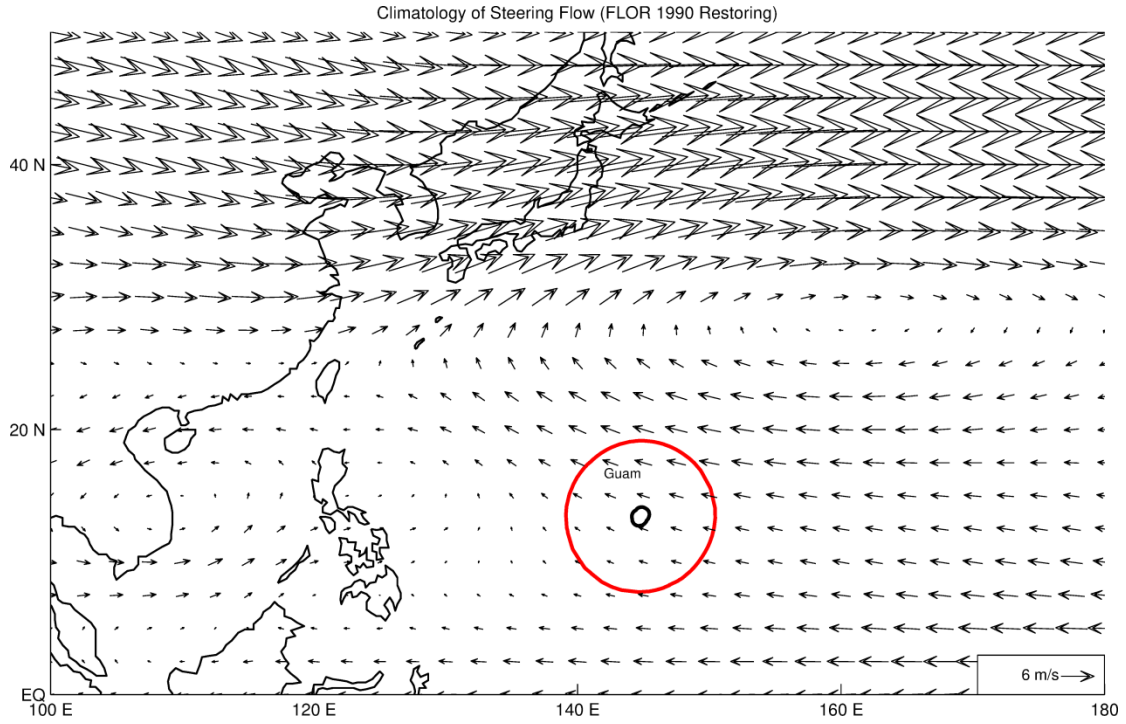 Climatology of Steering Flow (FLOR 1990 Restoring)
40 N
20 N
Guam
6 m/s
EQ
100 E 120 E 140 E 160 E 180